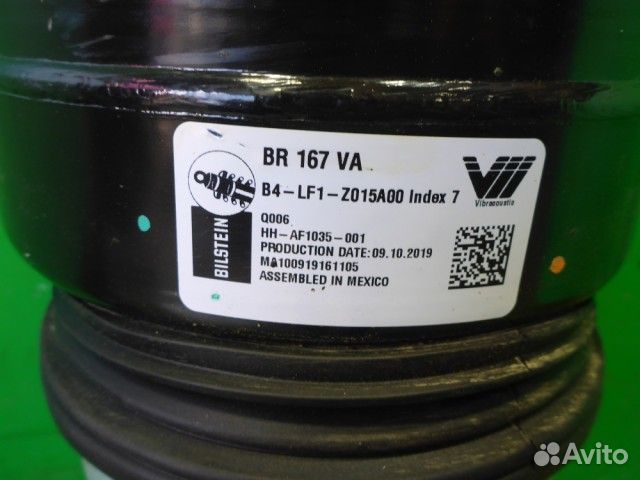 BR 167 VA
B4-LF1-Z015A00 Index 7
Vibracoustic
BILSTEIN
Q006
HH-AF1035-001
PRODUCTION DATE:09.10.2019
MA100919161105
ASSEMBLED IN MEXICO
Avito